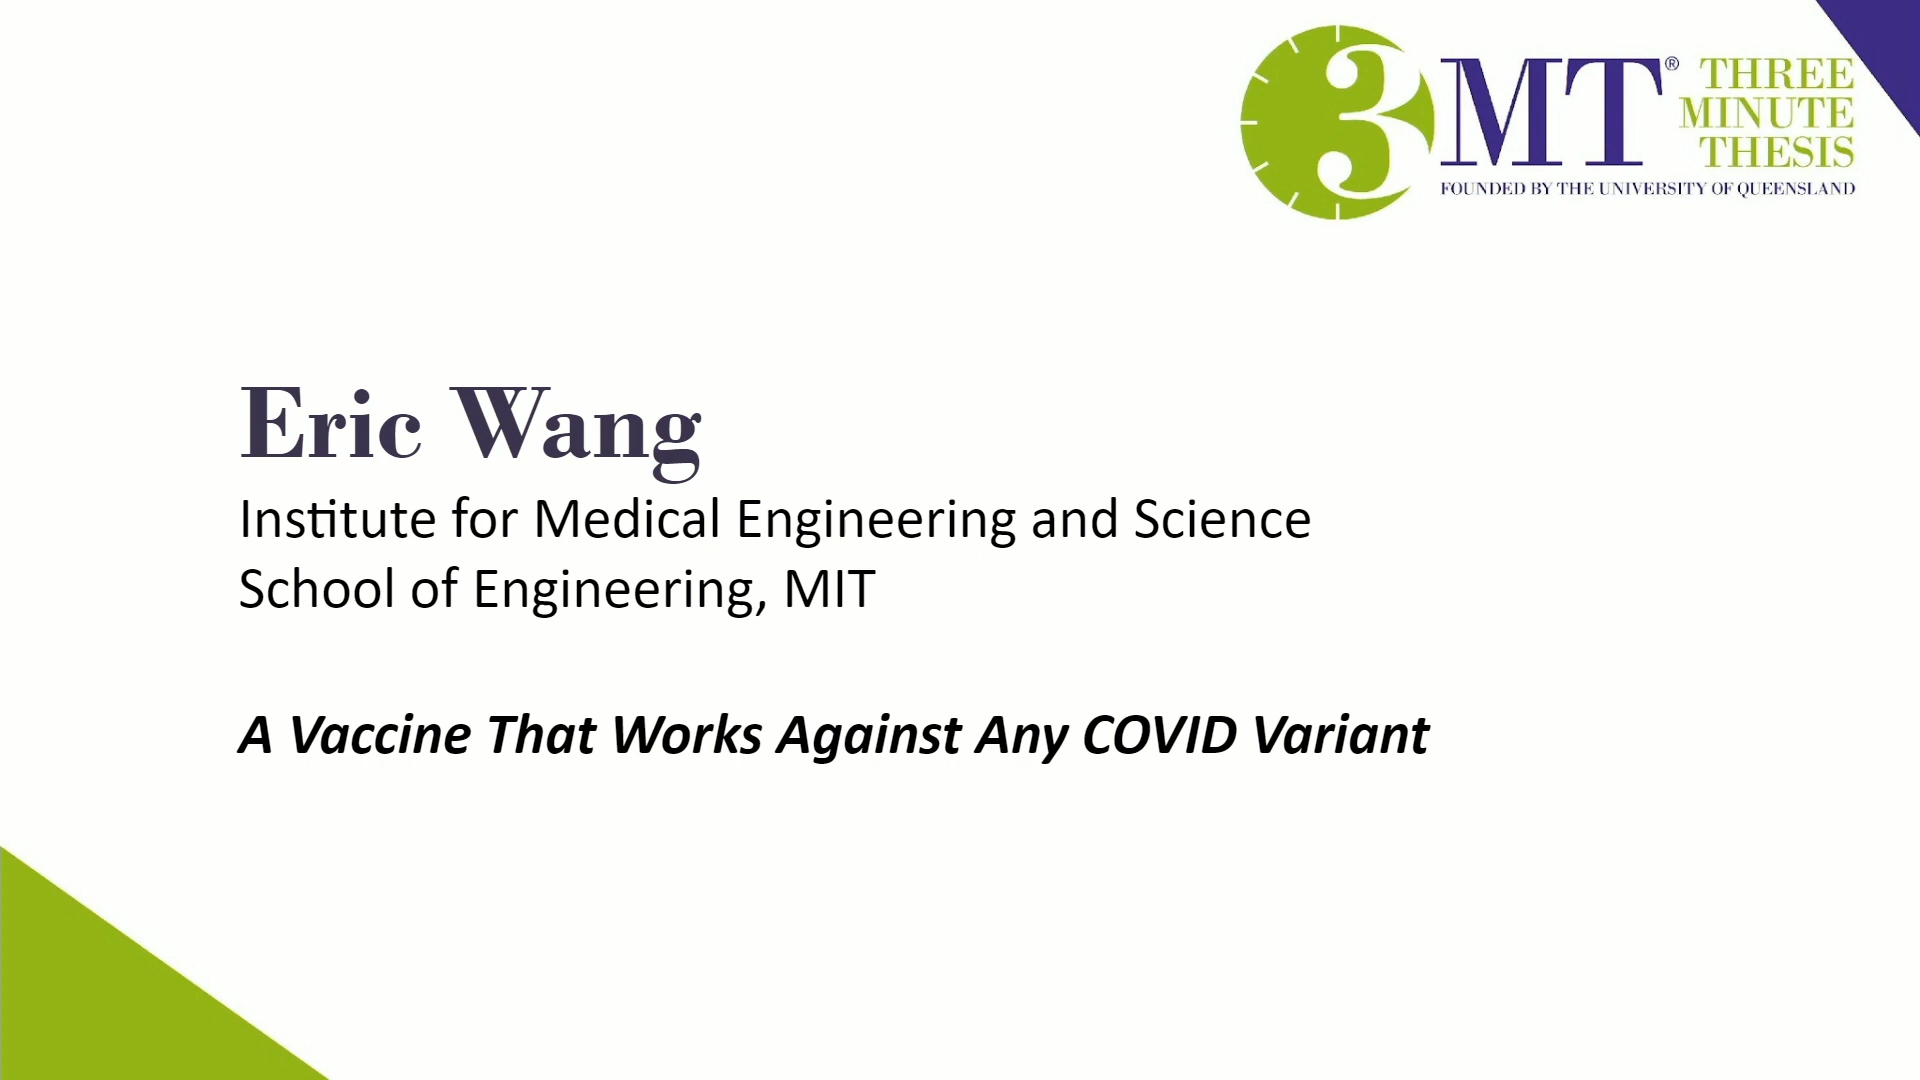 3MT® THREE
MINUTE
THESIS
FOUNDED BY THE UNIVERSITY OF QUEENSLAND
Eric Wang
Institute for Medical Engineering and Science
School of Engineering, MIT
A Vaccine That Works Against Any COVID Variant